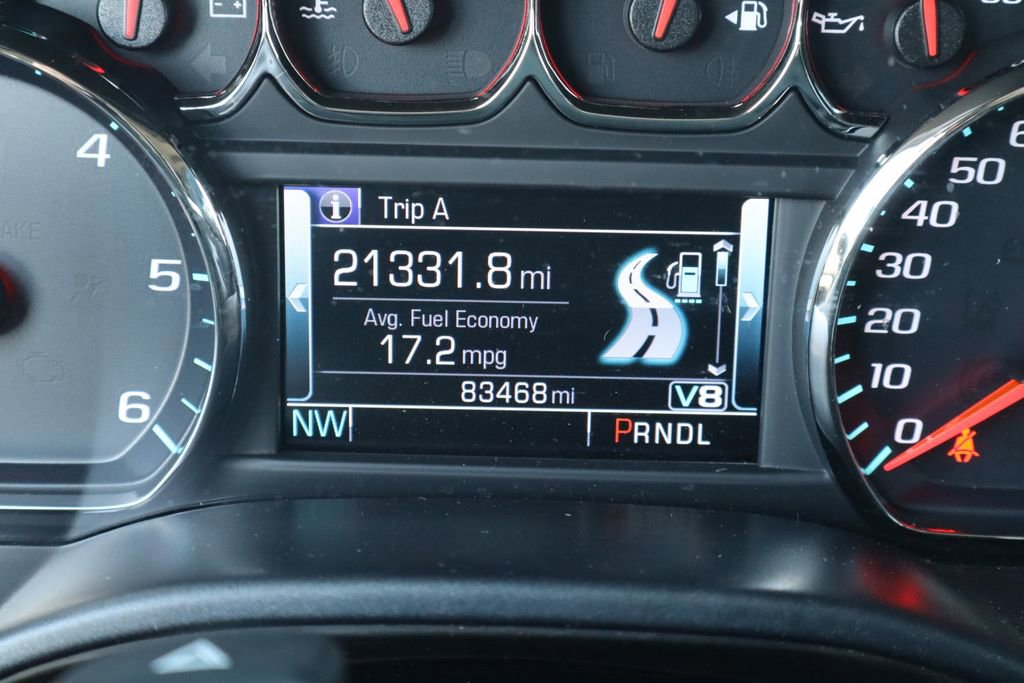 Trip A
21331.8 mi
Avg. Fuel Economy
17.2 mpg
83468 mi
V8
NW
PRNDL
4
5
6
50
40
30
20
10
0